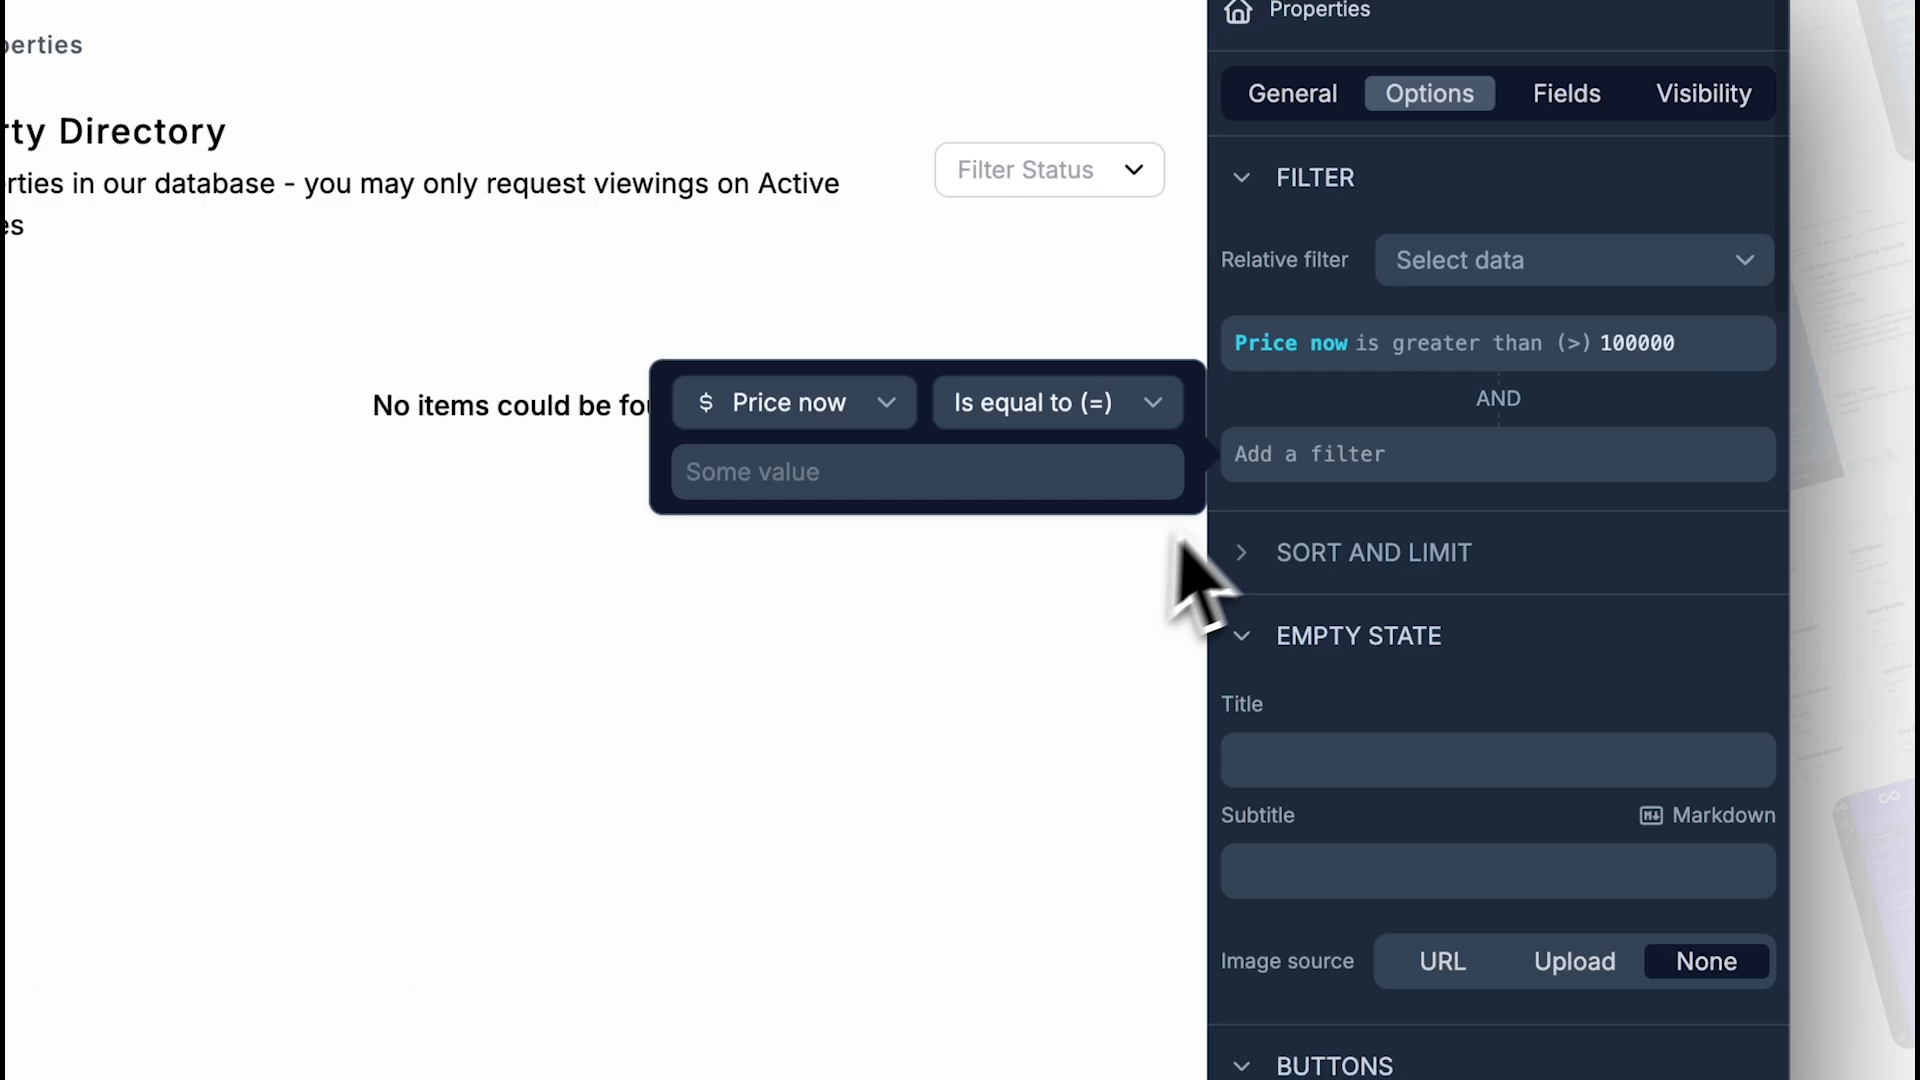 perties
rty Directory
rties in our database - you may only request viewings on Active
es
Filter Status
No items could be fou
$ Price now
Is equal to (=)
Some value
Properties
General
Options
Fields
Visibility
FILTER
Relative filter
Select data
Price now is greater than (>) 100000
AND
Add a filter
SORT AND LIMIT
EMPTY STATE
Title
Subtitle
Markdown
Image source
URL
Upload
None
BUTTONS